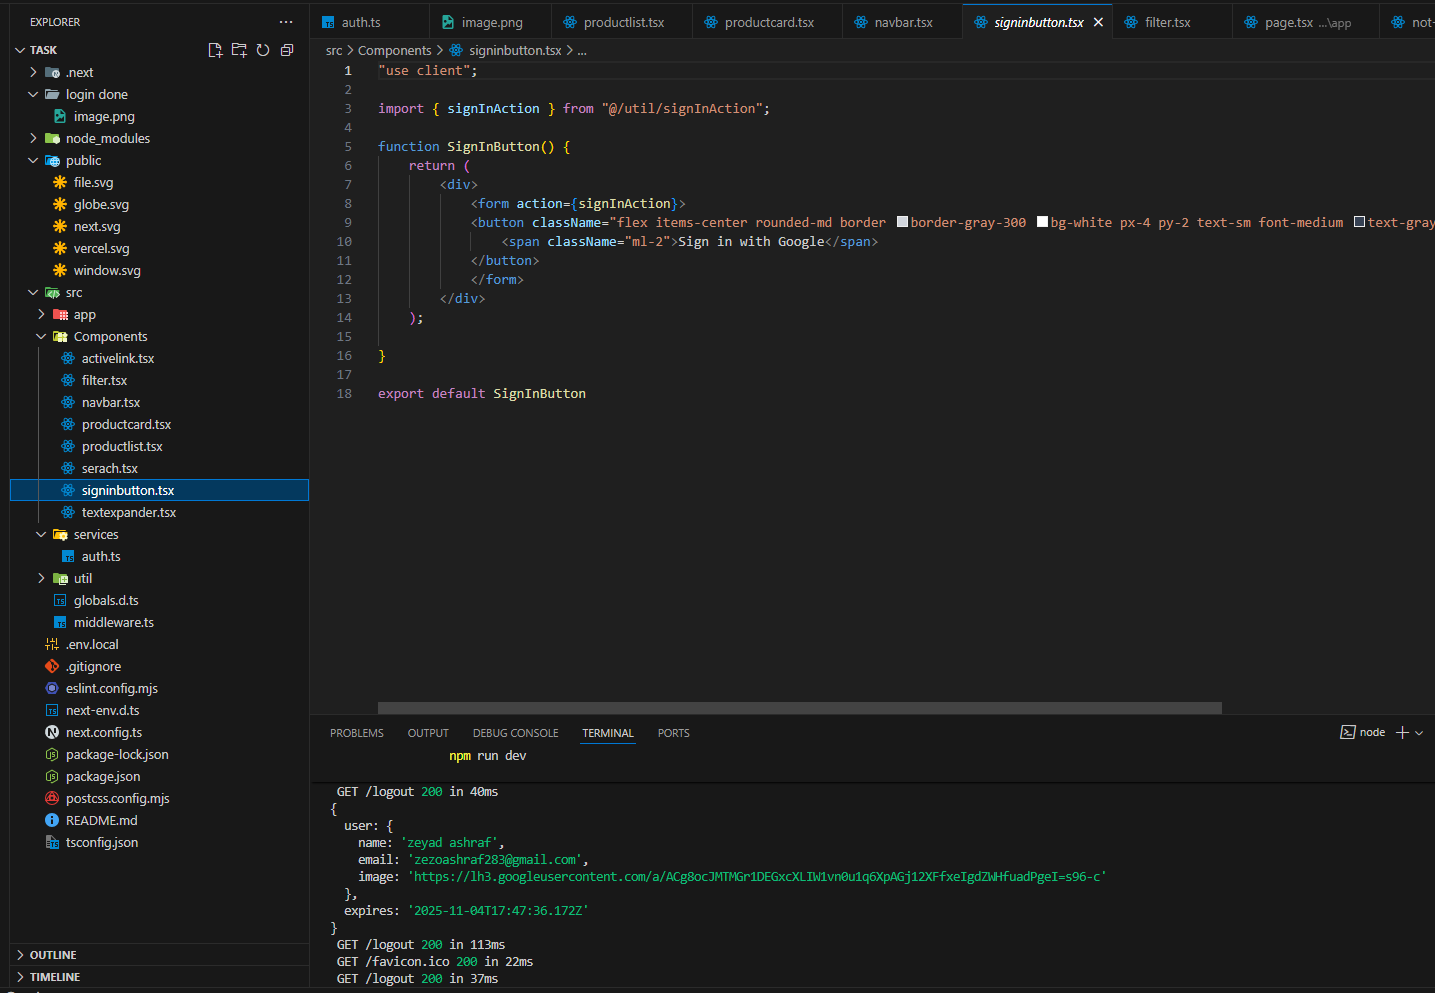 EXPLORER
TASK
.next
login done
image.png
node_modules
public
file.svg
globe.svg
next.svg
vercel.svg
window.svg
src
app
Components
activelink.tsx
filter.tsx
navbar.tsx
productcard.tsx
productlist.tsx
serach.tsx
signinbutton.tsx
textexpander.tsx
services
auth.ts
util
globals.d.ts
middleware.ts
.env.local
.gitignore
eslint.config.mjs
next-env.d.ts
next.config.ts
package-lock.json
package.json
postcss.config.mjs
README.md
tsconfig.json
OUTLINE
TIMELINE
auth.ts image.png productlist.tsx productcard.tsx navbar.tsx signinbutton.tsx filter.tsx page.tsx ...\app not-
src > Components > signinbutton.tsx > ...
1 "use client";
2
3 import { signInAction } from "@/util/signInAction";
4
5 function SignInButton() {
6 return (
7 <div>
8 <form action={signInAction}>
9 <button className="flex items-center rounded-md border border-gray-300 bg-white px-4 py-2 text-sm font-medium text-gray
10 <span className="ml-2">Sign in with Google</span>
11 </button>
12 </form>
13 </div>
14 );
15
16 }
17
18 export default SignInButton
PROBLEMS OUTPUT DEBUG CONSOLE TERMINAL PORTS node
npm run dev
GET /logout 200 in 40ms
{
user: {
name: 'zeyad ashraf',
email: 'zezoashraf283@gmail.com',
image: 'https://lh3.googleusercontent.com/a/ACg8ocJMTMGr1DEGxcXLIW1vn0u1q6XpAGj12XFfxeIgdZWHfuadPgeI=s96-c'
},
expires: '2025-11-04T17:47:36.172Z'
}
GET /logout 200 in 113ms
GET /favicon.ico 200 in 22ms
GET /logout 200 in 37ms